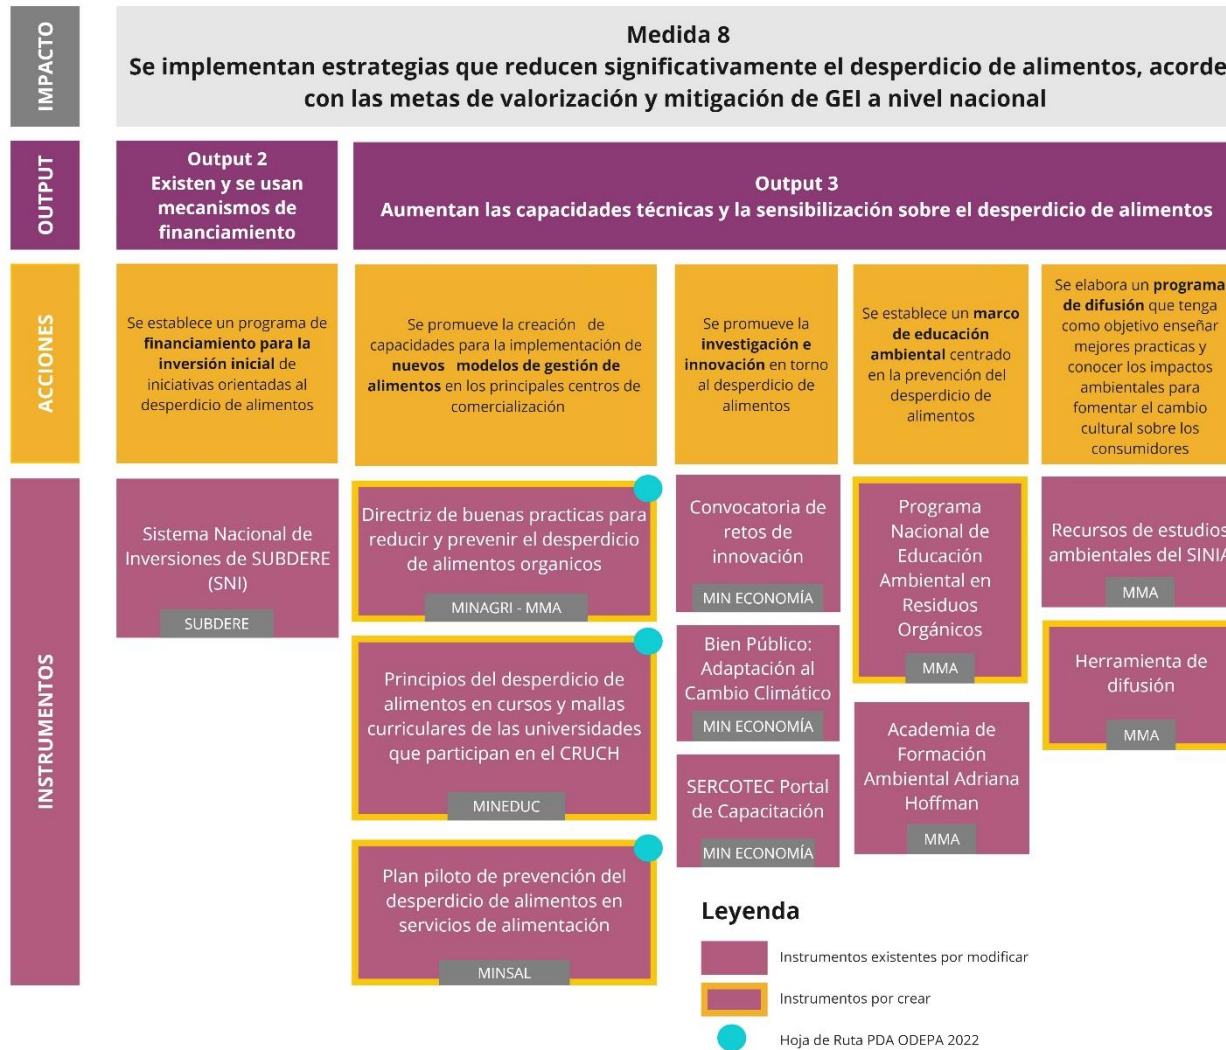 IMPACTO
Medida 8
Se implementan estrategias que reducen significativamente el desperdicio de alimentos, acorde
con las metas de valorización y mitigación de GEI a nivel nacional
OUTPUT
Output 2
Existen y se usan
mecanismos de
financiamiento
Output 3
Aumentan las capacidades técnicas y la sensibilización sobre el desperdicio de alimentos
ACCIONES
Se establece un programa de
financiamiento para la
inversión inicial de
iniciativas orientadas al
desperdicio de alimentos
Se promueve la creación de
capacidades para la implementación de
nuevos modelos de gestión de
alimentos en los principales centros de
comercialización
Se promueve la
investigación e
innovación en torno
al desperdicio de
alimentos
Se establece un marco
de educación
ambiental centrado
en la prevención del
desperdicio de
alimentos
Se elabora un programa
de difusión que tenga
como objetivo enseñar
mejores practicas y
conocer los impactos
ambientales para
fomentar el cambio
cultural sobre los
consumidores
INSTRUMENTOS
Sistema Nacional de
Inversiones de SUBDERE
(SNI)
SUBDERE
Directriz de buenas practicas para
reducir y prevenir el desperdicio
de alimentos organicos
MINAGRI - MMA
Principios del desperdicio de
alimentos en cursos y mallas
curriculares de las universidades
que participan en el CRUCH
MINEDUC
Plan piloto de prevención del
desperdicio de alimentos en
servicios de alimentación
MINSAL
Convocatoria de
retos de
innovación
MIN ECONOMÍA
Bien Público:
Adaptación al
Cambio Climático
MIN ECONOMÍA
SERCOTEC Portal
de Capacitación
MIN ECONOMÍA
Programa
Nacional de
Educación
Ambiental en
Residuos
Orgánicos
MMA
Academia de
Formación
Ambiental Adriana
Hoffman
MMA
Recursos de estudios
ambientales del SINIA
MMA
Herramienta de
difusión
MMA
Leyenda
Instrumentos existentes por modificar
Instrumentos por crear
Hoja de Ruta PDA ODEPA 2022